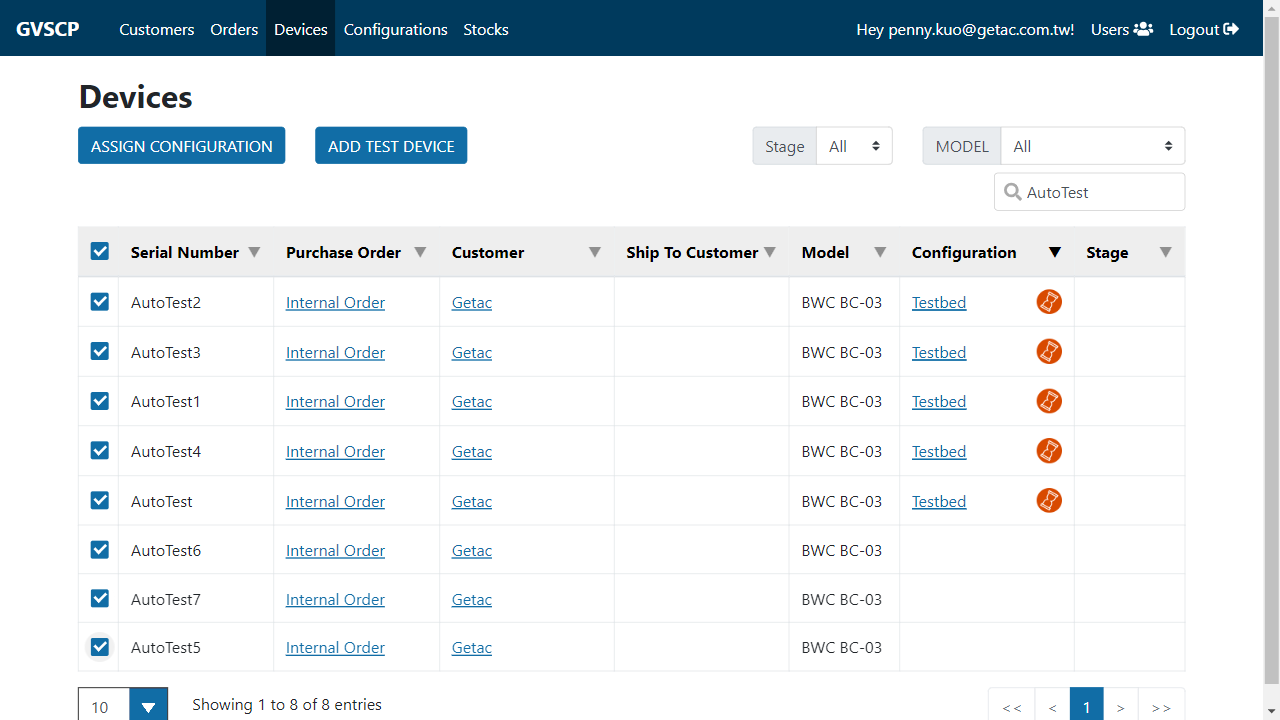 GVSCP Customers Orders Devices Configurations Stocks Hey penny.kuo@getac.com.tw! Users Logout
Devices
ASSIGN CONFIGURATION ADD TEST DEVICE Stage All MODEL All
AutoTest
Serial Number Purchase Order Customer Ship To Customer Model Configuration Stage
AutoTest2 Internal Order Getac BWC BC-03 Testbed
AutoTest3 Internal Order Getac BWC BC-03 Testbed
AutoTest1 Internal Order Getac BWC BC-03 Testbed
AutoTest4 Internal Order Getac BWC BC-03 Testbed
AutoTest Internal Order Getac BWC BC-03 Testbed
AutoTest6 Internal Order Getac BWC BC-03
AutoTest7 Internal Order Getac BWC BC-03
AutoTest5 Internal Order Getac BWC BC-03
10 Showing 1 to 8 of 8 entries << < 1 > >>